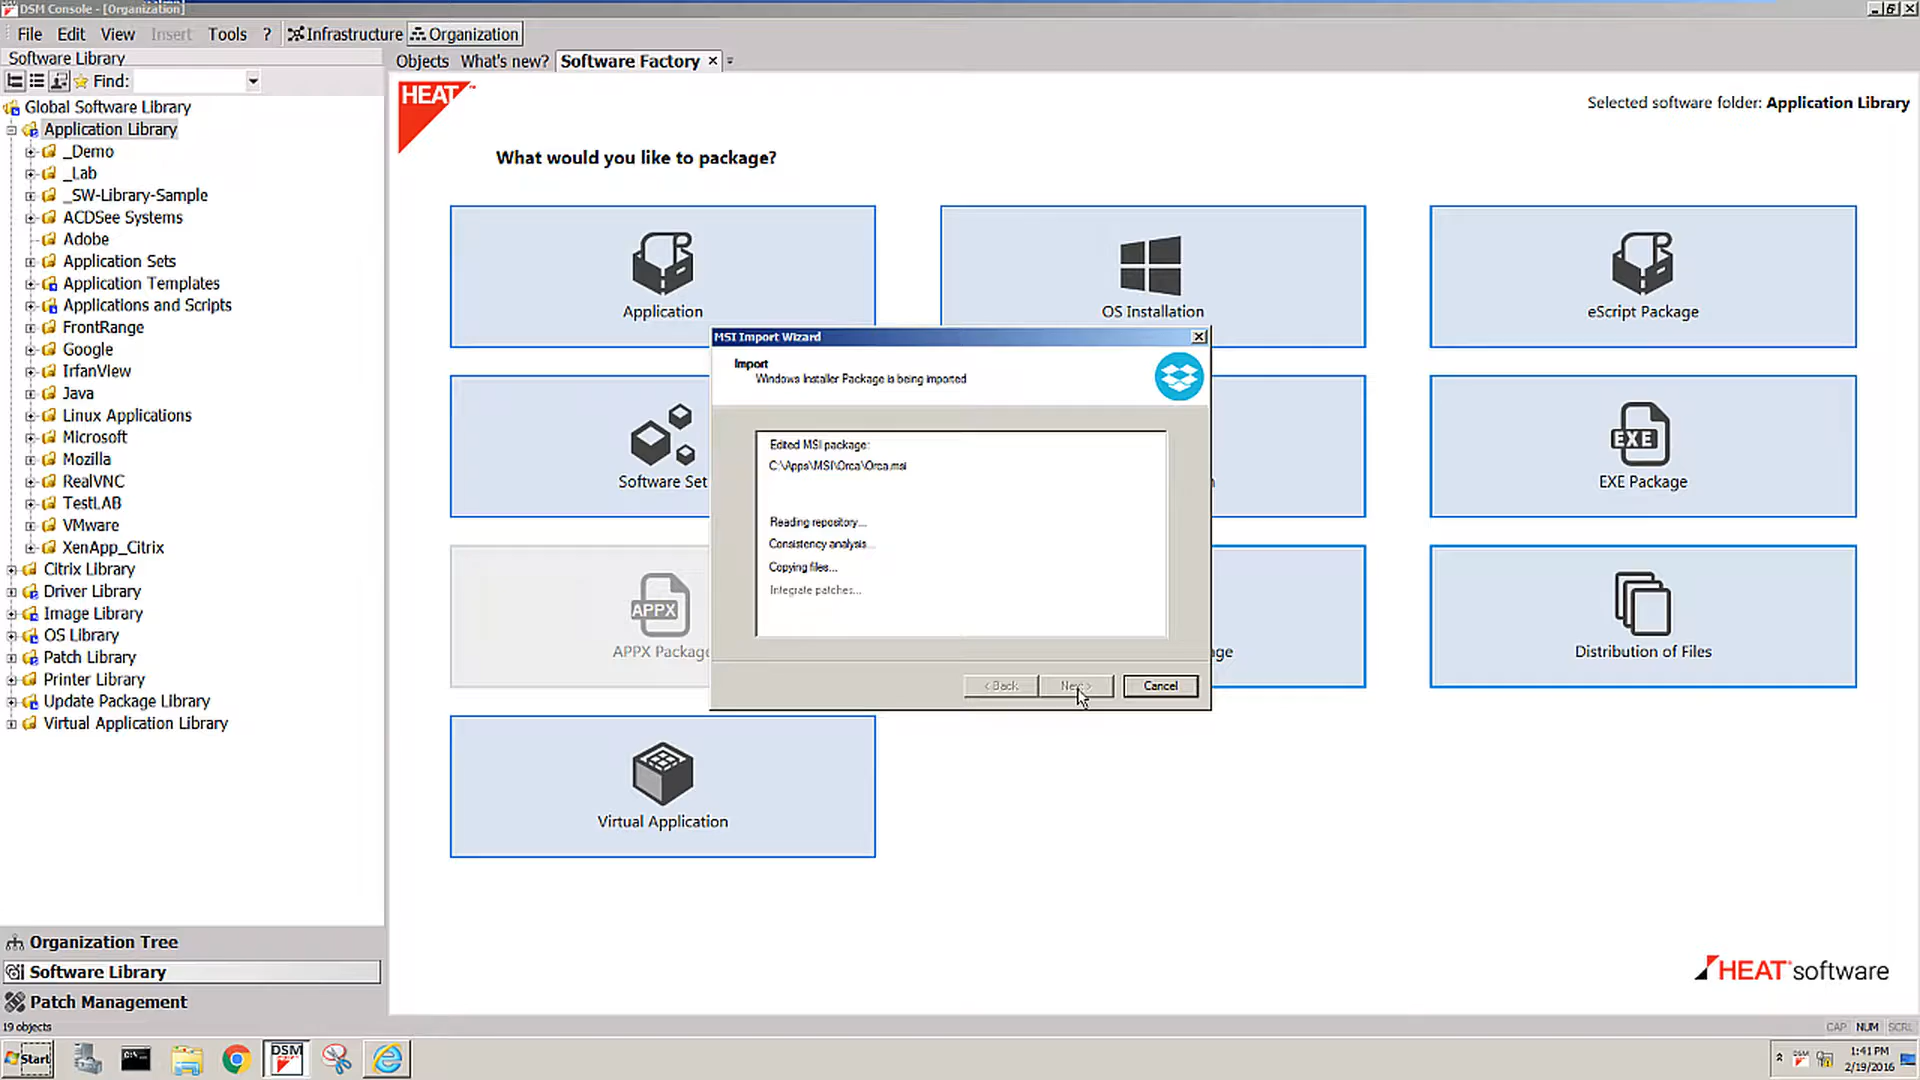 DSM Console - [Organization]
File Edit View Insert Tools ? Infrastructure Organization
Software Library
Find:
Global Software Library
Application Library
_Demo
_Lab
_SW-Library-Sample
ACDSee Systems
Adobe
Application Sets
Application Templates
Applications and Scripts
FrontRange
Google
IrfanView
Java
Linux Applications
Microsoft
Mozilla
RealVNC
TestLAB
VMware
XenApp_Citrix
Citrix Library
Driver Library
Image Library
OS Library
Patch Library
Printer Library
Update Package Library
Virtual Application Library
Organization Tree
Software Library
Patch Management
19 objects
Objects What's new? Software Factory
HEAT™
Selected software folder: Application Library
What would you like to package?
Application
OS Installation
eScript Package
Software Set
EXE
EXE Package
APPX
APPX Package
Distribution of Files
Virtual Application
MSI Import Wizard
Import
Windows Installer Package is being imported
Edited MSI package:
C:\Apps\MSI\Orca\Orca.msi
Reading repository...
Consistency analysis...
Copying files...
Integrate patches...
< Back Next > Cancel
HEAT software
CAP NUM SCRL
Start
DSM
1:41 PM
2/19/2016